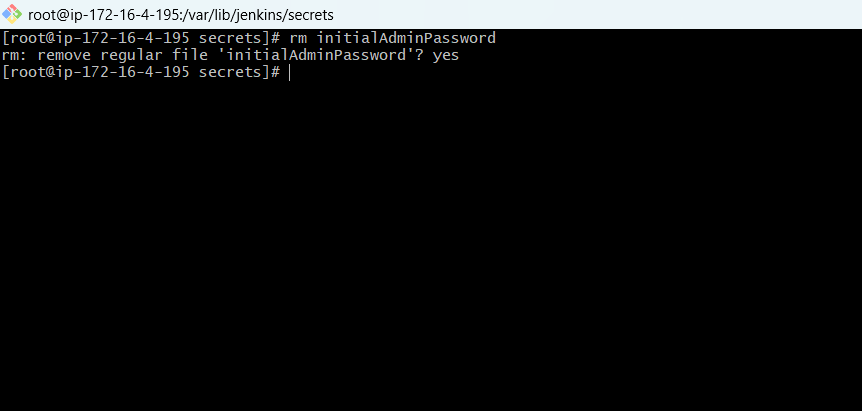 root@ip-172-16-4-195:/var/lib/jenkins/secrets
[root@ip-172-16-4-195 secrets]# rm initialAdminPassword
rm: remove regular file 'initialAdminPassword'? yes
[root@ip-172-16-4-195 secrets]#